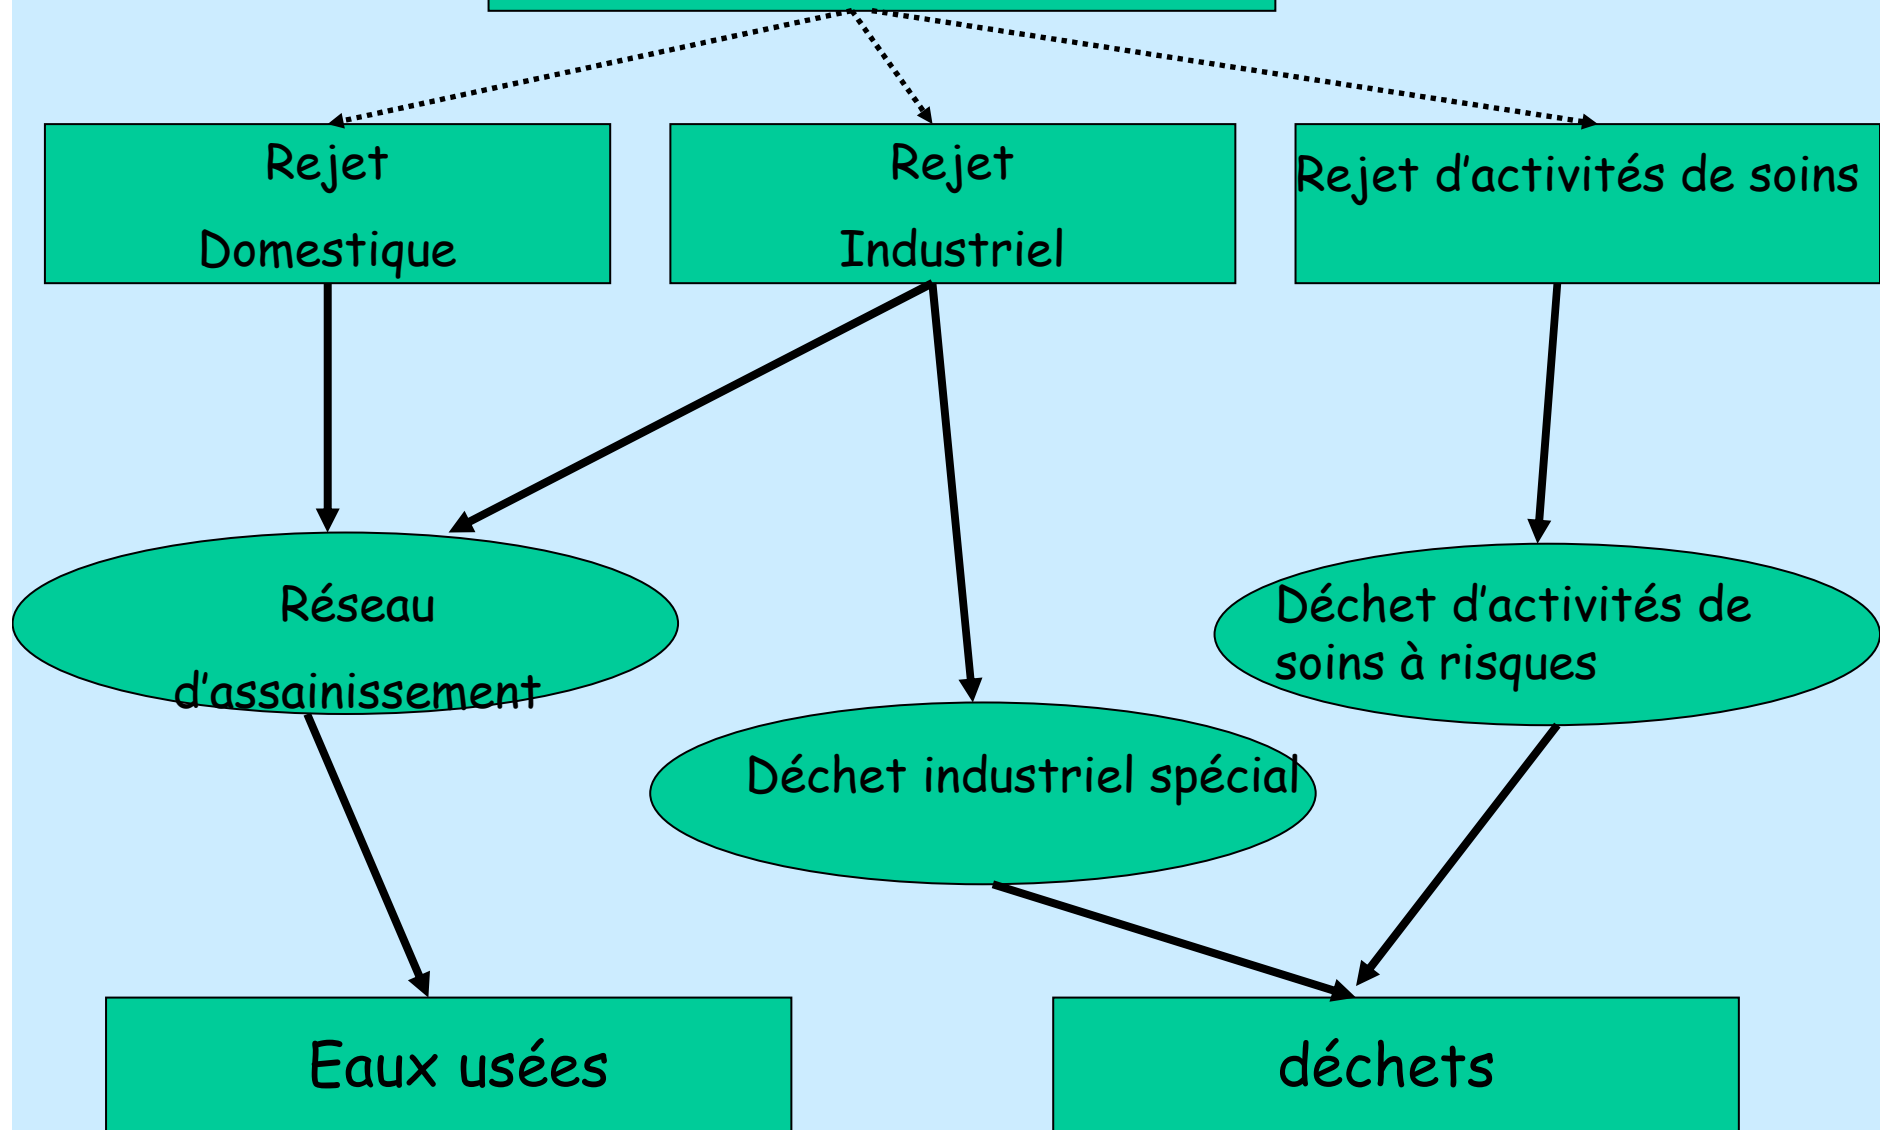 Rejet
Domestique
Rejet
Industriel
Rejet d'activités de soins
Réseau
d'assainissement
Déchet d'activités de
soins à risques
Déchet industriel spécial
Eaux usées
déchets